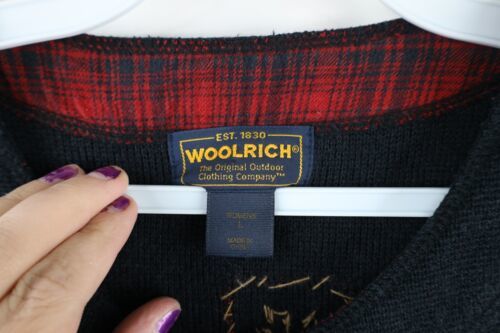 EST. 1830
WOOLRICH®
The Original Outdoor
Clothing Company™
WOMENS
L
MADE IN